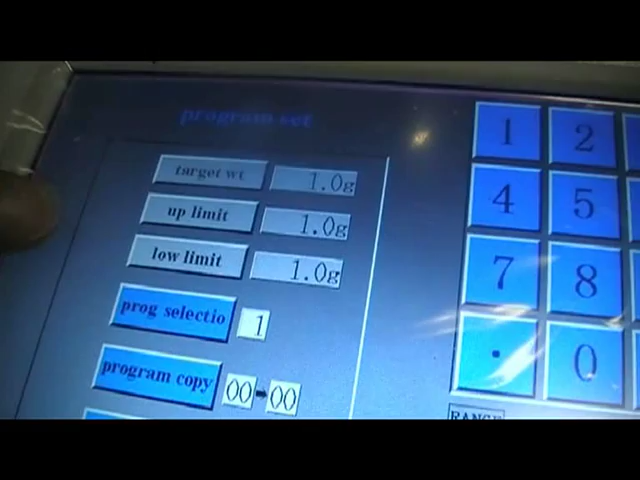 program set
target wt 1.0g
up limit 1.0g
low limit 1.0g
prog selectio 1
program copy 00➡00
1 2
4 5
7 8
. 0
RANGE